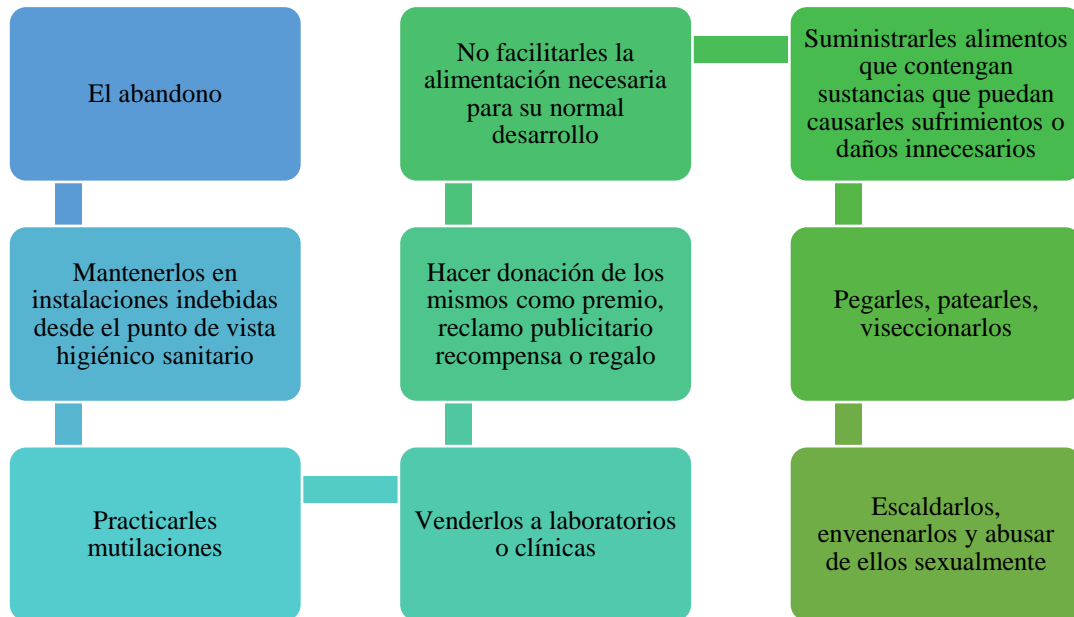 El abandono
Mantenerlos en
instalaciones indebidas
desde el punto de vista
higiénico sanitario
Practicarles
mutilaciones
Venderlos a laboratorios
o clínicas
Hacer donación de los
mismos como premio,
reclamo publicitario
recompensa o regalo
No facilitarles la
alimentación necesaria
para su normal
desarrollo
Suministrarles alimentos
que contengan
sustancias que puedan
causarles sufrimientos o
daños innecesarios
Pegarles, patearles,
viseccionarlos
Escaldarlos,
envenenarlos y abusar
de ellos sexualmente